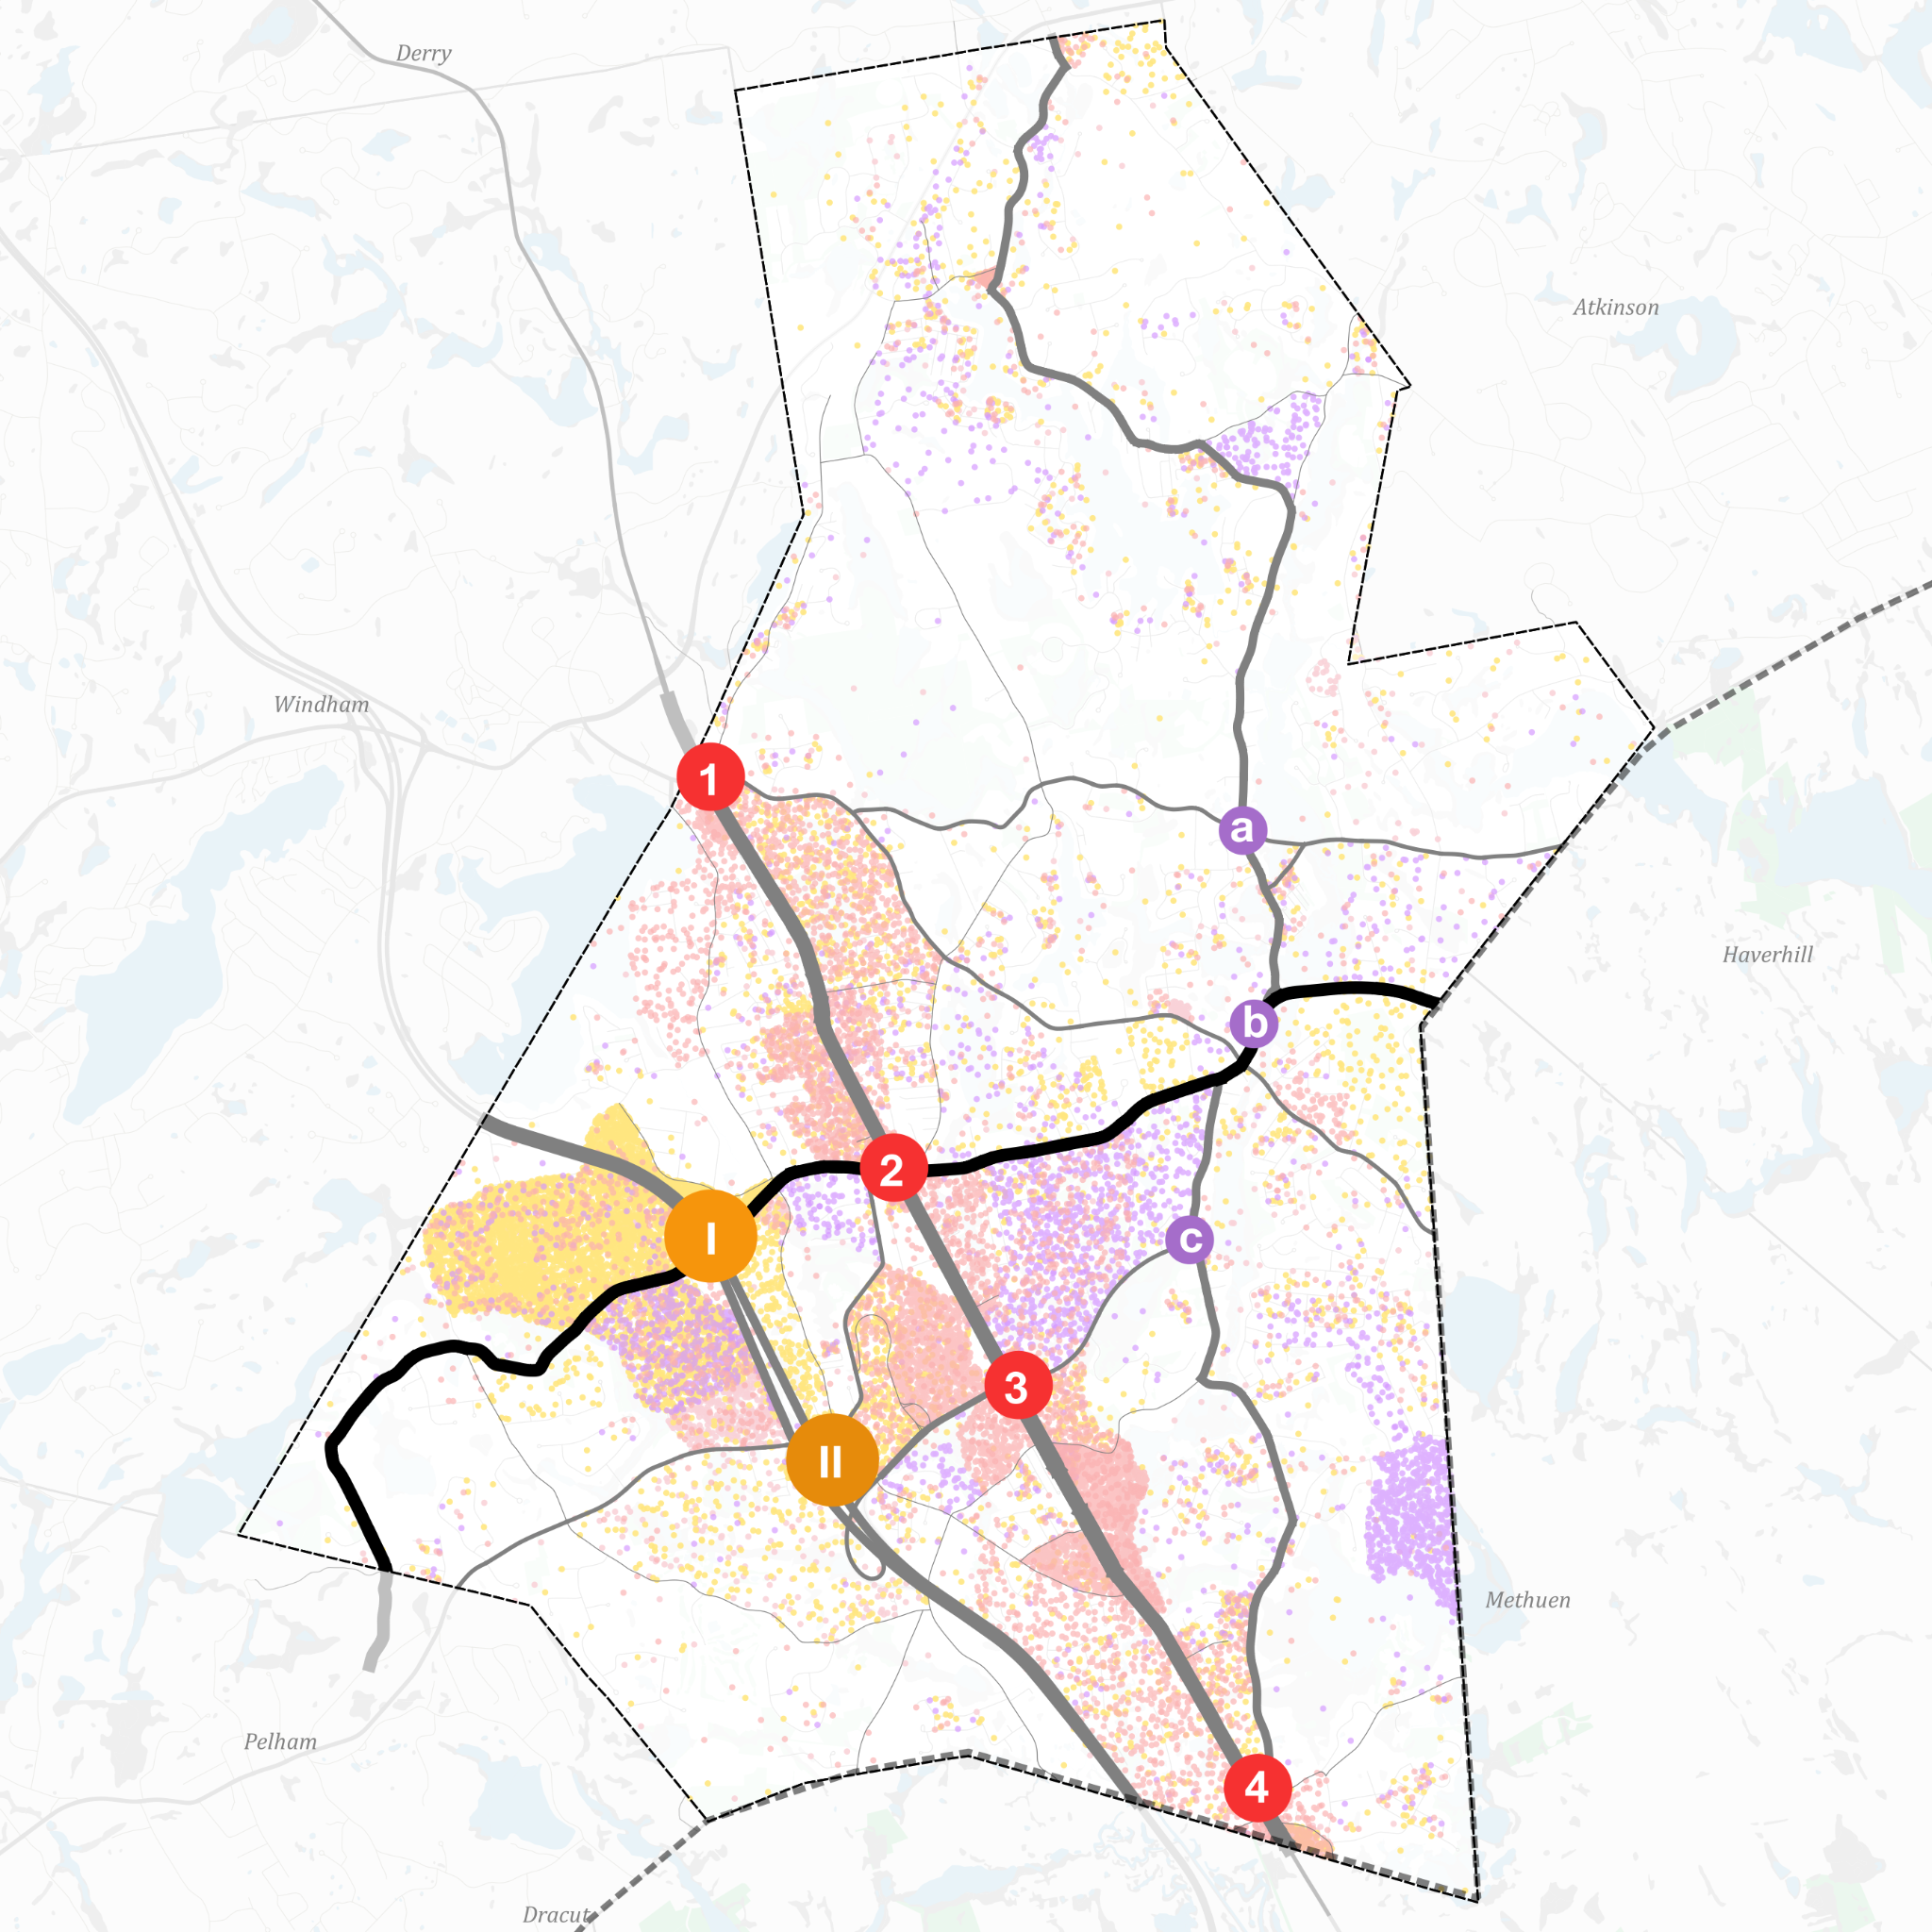 Derry
Atkinson
Windham
1
a
Haverhill
b
2
I
c
3
II
Methuen
Pelham
4
Dracut